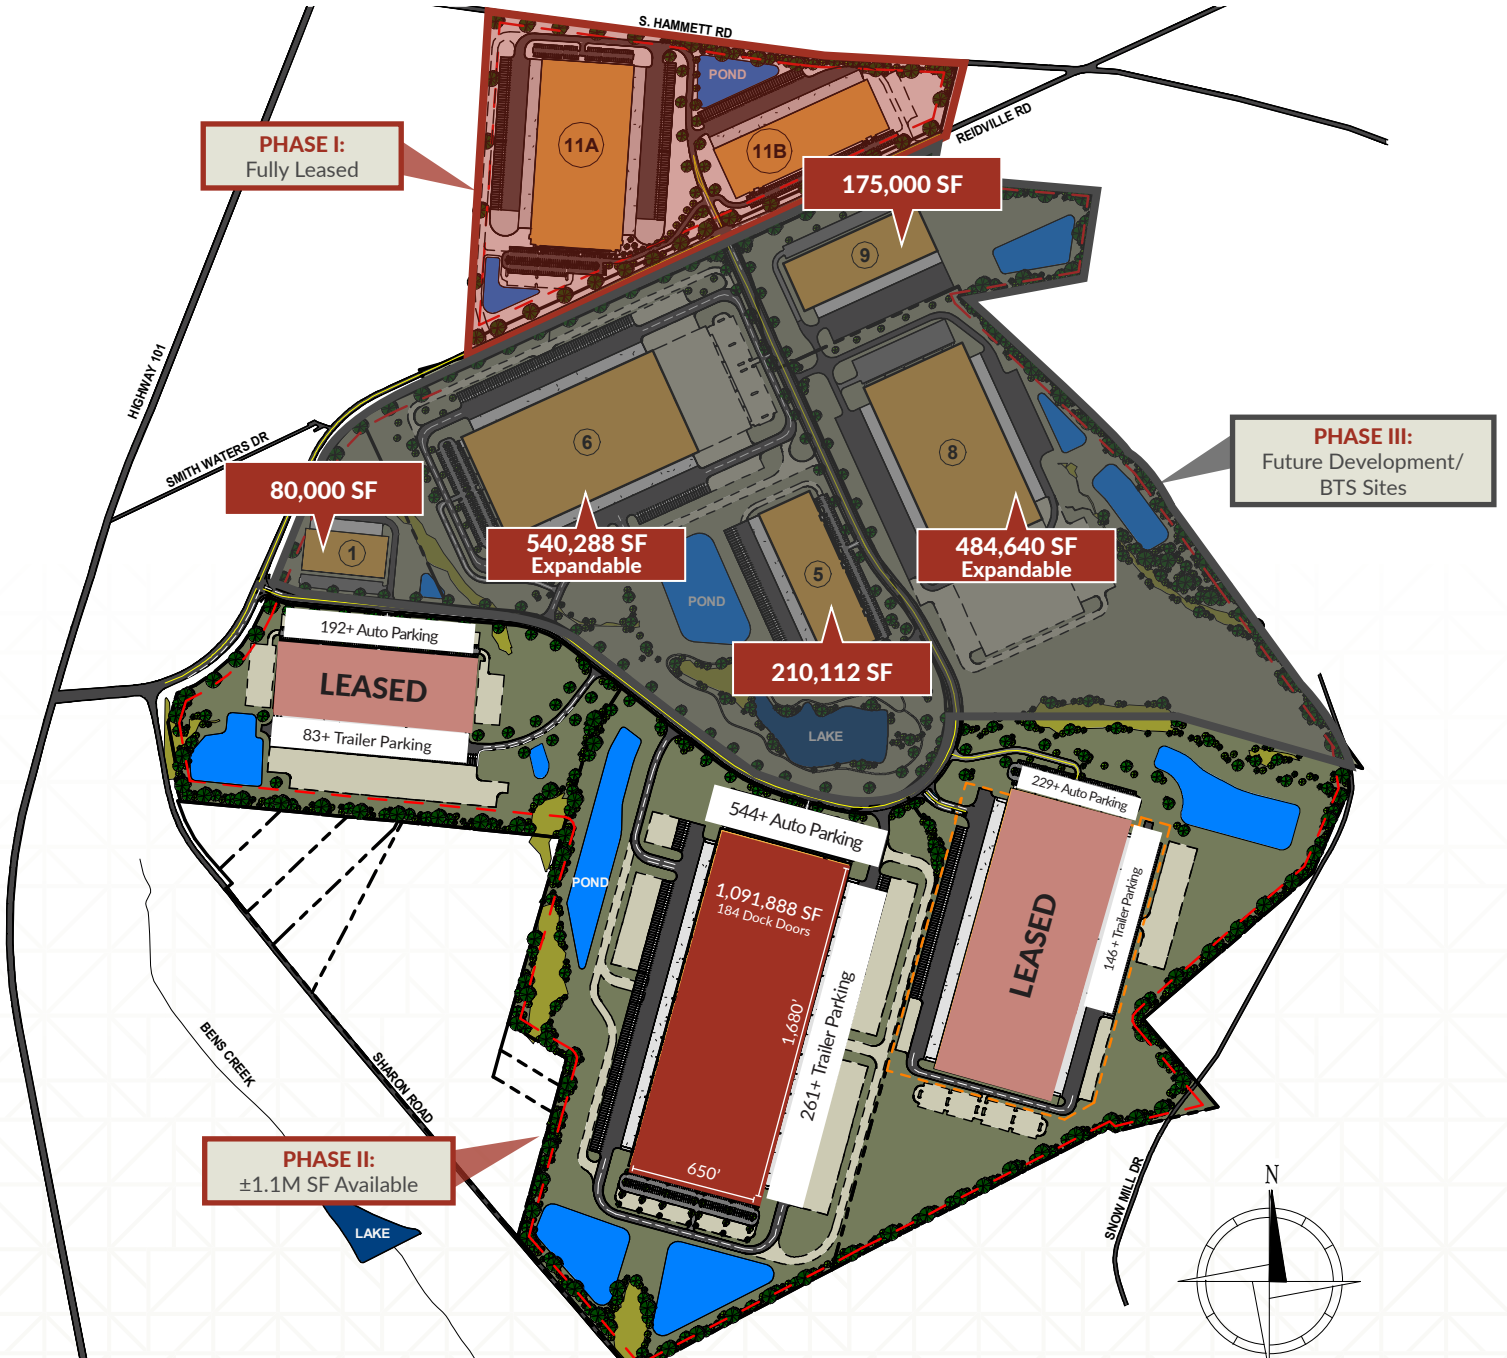 S. HAMMETT RD
POND
PHASE I:
Fully Leased
11A
11B
REIDVILLE RD
175,000 SF
9
HIGHWAY 101
SMITH WATERS DR
6
8
PHASE III:
Future Development/
BTS Sites
80,000 SF
1
540,288 SF
Expandable
484,640 SF
Expandable
5
POND
210,112 SF
LAKE
192+ Auto Parking
LEASED
83+ Trailer Parking
544+ Auto Parking
229+ Auto Parking
POND
1,091,888 SF
184 Dock Doors
1,680'
650'
261+ Trailer Parking
LEASED
146+ Trailer Parking
BENS CREEK
SHARON ROAD
PHASE II:
±1.1M SF Available
LAKE
SNOW MILL DR
N